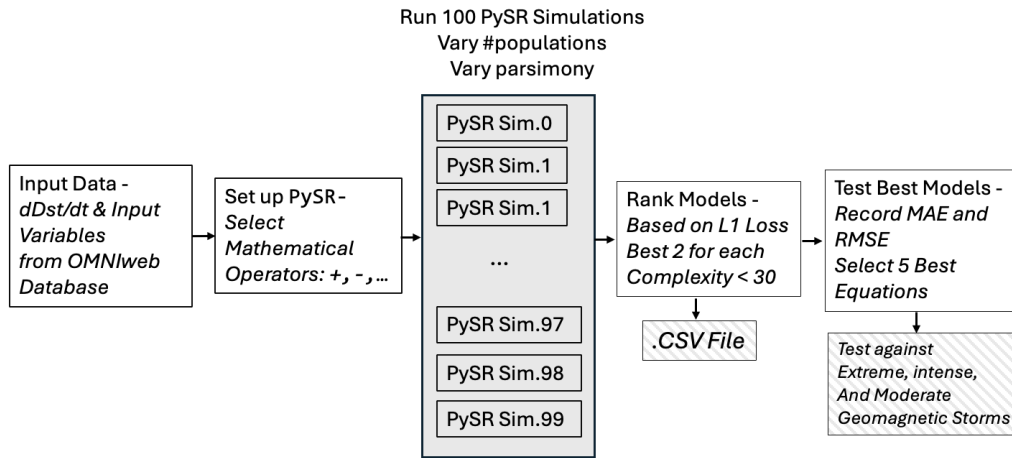 Run 100 PySR Simulations
Vary #populations
Vary parsimony
Input Data -
dDst/dt & Input
Variables
from OMNIweb
Database
Set up PySR-
Select
Mathematical
Operators: +, -,...
PySR Sim.0
PySR Sim.1
PySR Sim.1
...
PySR Sim.97
PySR Sim.98
PySR Sim.99
Rank Models -
Based on L1 Loss
Best 2 for each
Complexity < 30
.CSV File
Test Best Models -
Record MAE and
RMSE
Select 5 Best
Equations
Test against
Extreme, intense,
And Moderate
Geomagnetic Storms